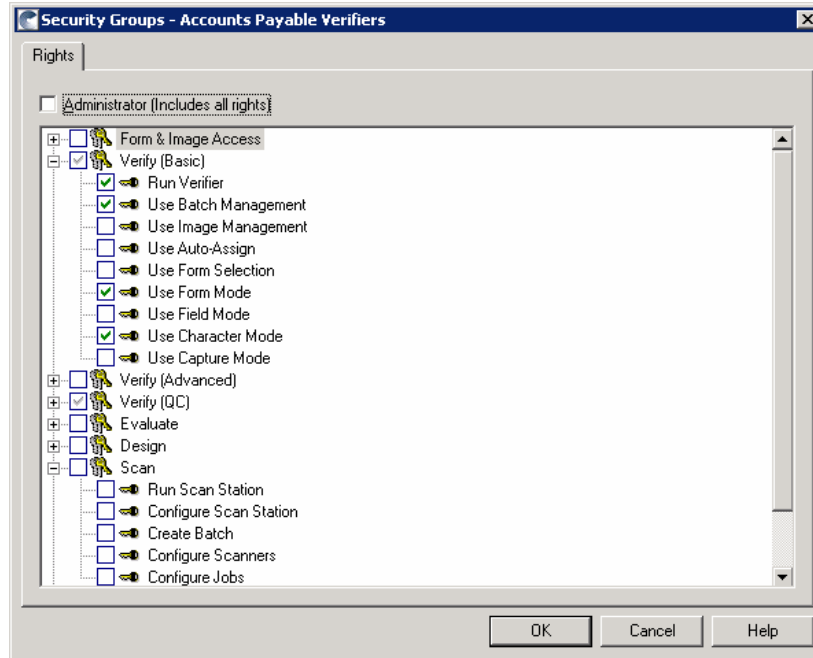 Security Groups - Accounts Payable Verifiers
Rights
Administrator (Includes all rights)
Form & Image Access
Verify (Basic)
Run Verifier
Use Batch Management
Use Image Management
Use Auto-Assign
Use Form Selection
Use Form Mode
Use Field Mode
Use Character Mode
Use Capture Mode
Verify (Advanced)
Verify (QC)
Evaluate
Design
Scan
Run Scan Station
Configure Scan Station
Create Batch
Configure Scanners
Configure Jobs
OK Cancel Help